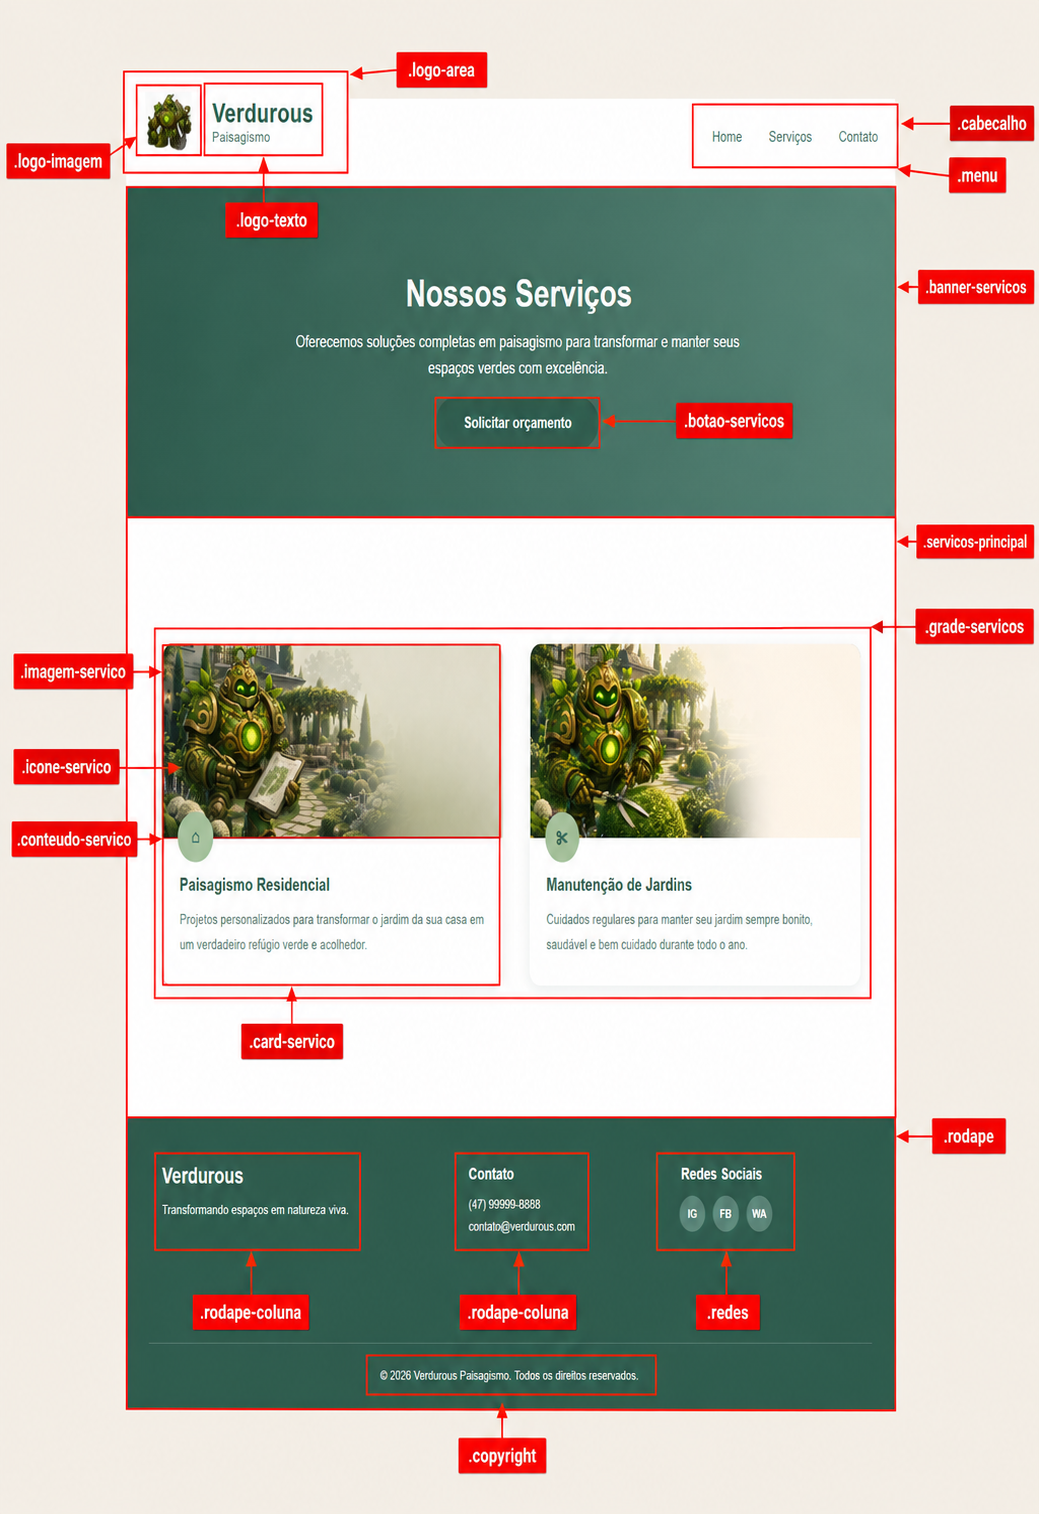 .logo-area
Verdurous
Paisagismo
Home Serviços Contato
.cabecalho
.logo-imagem
.menu
.logo-texto
.banner-servicos
Nossos Serviços
Oferecemos soluções completas em paisagismo para transformar e manter seus
espaços verdes com excelência.
Solicitar orçamento
.botao-servicos
.servicos-principal
.grade-servicos
.imagem-servico
.icone-servico
.conteudo-servico
Paisagismo Residencial
Projetos personalizados para transformar o jardim da sua casa em
um verdadeiro refúgio verde e acolhedor.
Manutenção de Jardins
Cuidados regulares para manter seu jardim sempre bonito,
saudável e bem cuidado durante todo o ano.
.card-servico
.rodape
Verdurous
Transformando espaços em natureza viva.
Contato
(47) 99999-8888
contato@verdurous.com
Redes Sociais
IG FB WA
.rodape-coluna
.rodape-coluna
.redes
© 2026 Verdurous Paisagismo. Todos os direitos reservados.
.copyright